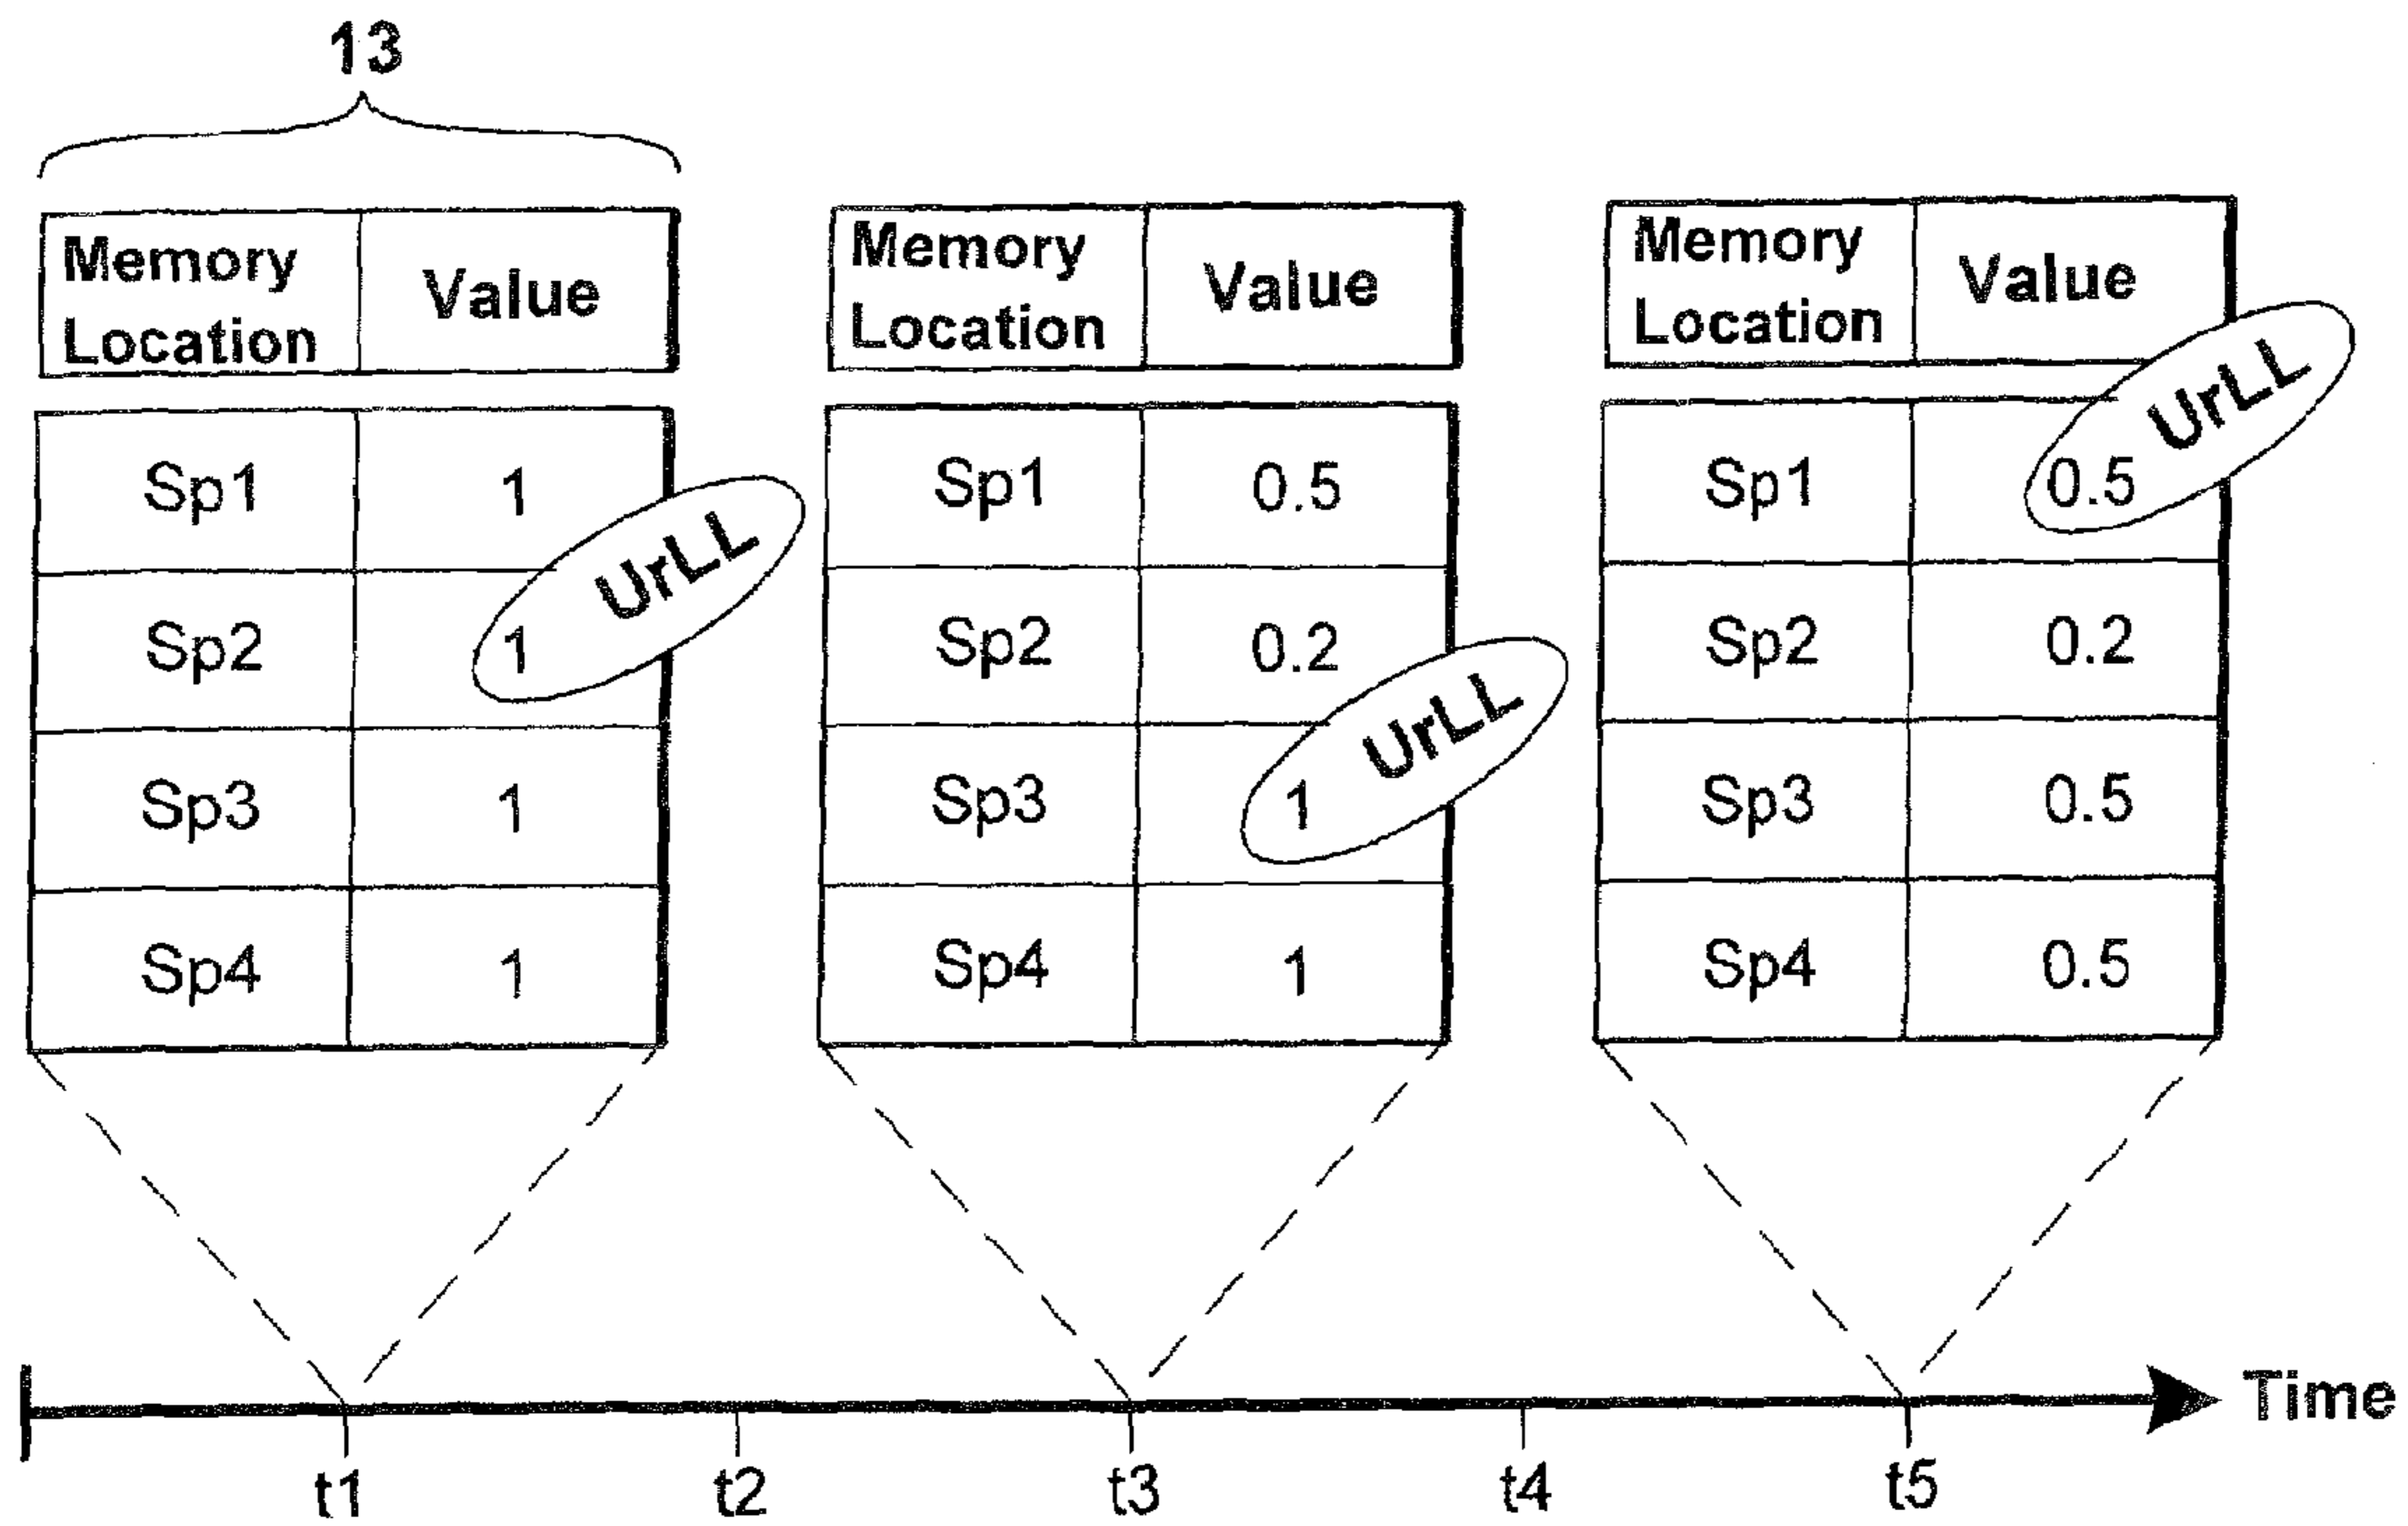 13
Memory Location Value
Sp1 1
UrLL
Sp2 1
Sp3 1
Sp4 1
Memory Location Value
Sp1 0.5
Sp2 0.2
UrLL
Sp3 1
Sp4 1
Memory Location Value
UrLL
Sp1 0.5
Sp2 0.2
Sp3 0.5
Sp4 0.5
Time
t1 t2 t3 t4 t5